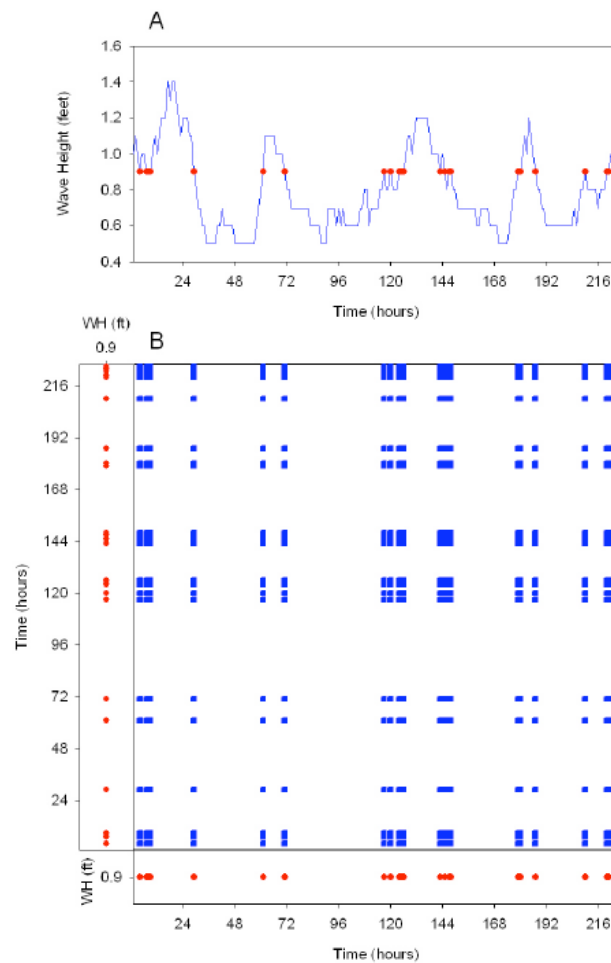 A
1.6
1.4
1.2
1.0
0.8
0.6
0.4
Wave Height (feet)
24 48 72 96 120 144 168 192 216
Time (hours)
WH (ft)
0.9
B
216
192
168
144
120
96
72
48
24
Time (hours)
WH (ft)
0.9
24 48 72 96 120 144 168 192 216
Time (hours)